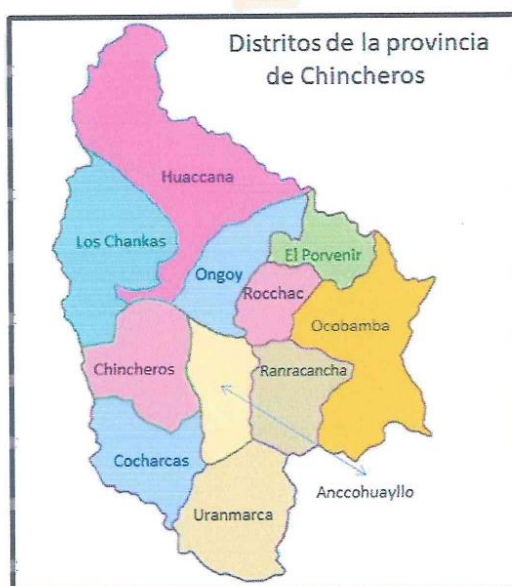 Distritos de la provincia
de Chincheros
Huaccana
Los Chankas
Ongoy
El Porvenir
Rocchac
Ocobamba
Chincheros
Ranracancha
Cocharcas
Anccohuayllo
Uranmarca